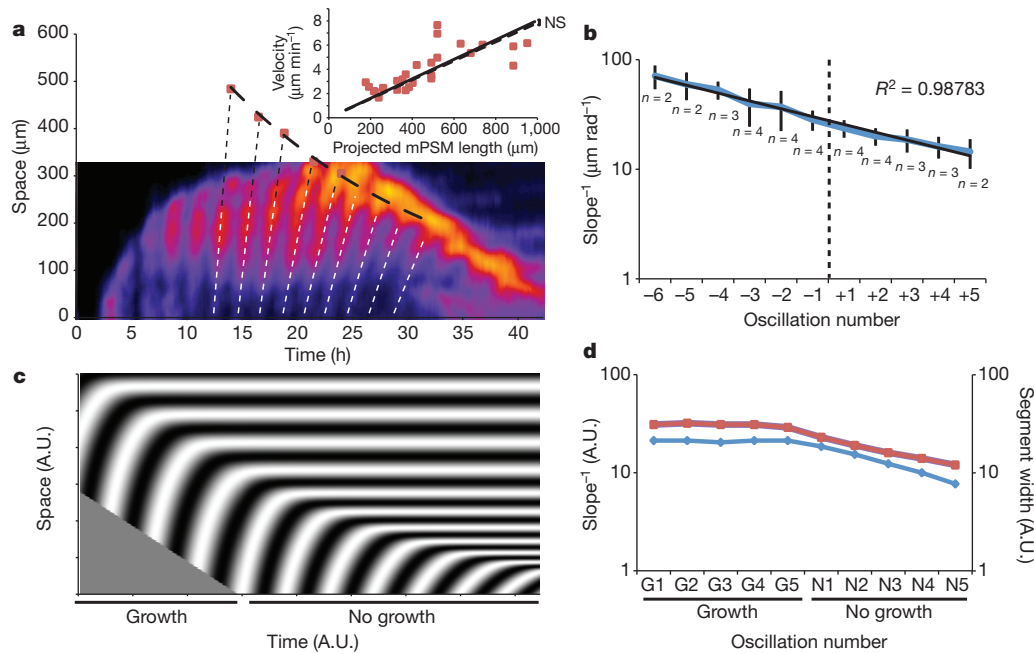 a
600
500
400
300
200
100
0
Space (µm)
0 5 10 15 20 25 30 35 40
Time (h)
8
6
4
2
0
Velocity
(µm min⁻¹)
NS
200 400 600 800 1,000
Projected mPSM length (µm)
b
100
10
1
Slope⁻¹ (µm rad⁻¹)
R² = 0.98783
n=2
n=2
n=3
n=4
n=4
n=4
n=4
n=4
n=3
n=3
n=2
−6 −5 −4 −3 −2 −1 +1 +2 +3 +4 +5
Oscillation number
c
Space (A.U.)
Growth No growth
Time (A.U.)
d
100
10
1
Slope⁻¹ (A.U.)
100
10
1
Segment
width (A.U.)
G1 G2 G3 G4 G5 N1 N2 N3 N4 N5
Growth No growth
Oscillation number